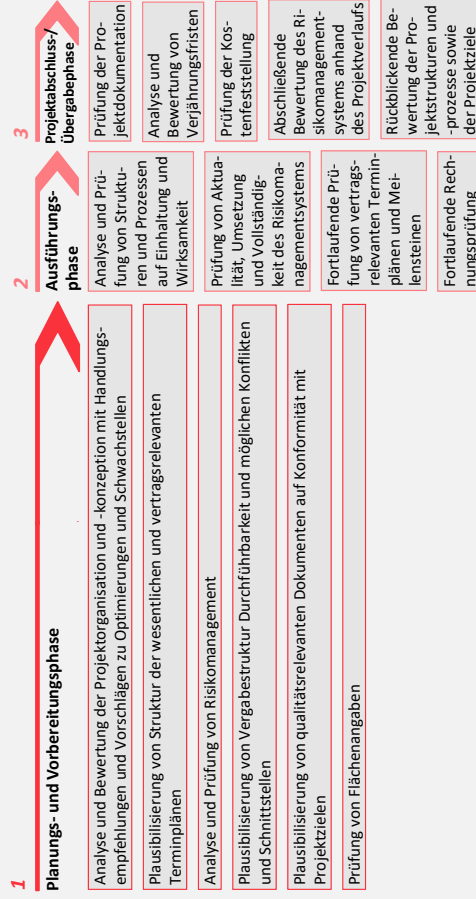 1
Planungs- und Vorbereitungsphase
Analyse und Bewertung der Projektorganisation und -konzeption mit Handlungs-
empfehlungen und Vorschlägen zu Optimierungen und Schwachstellen
Plausibilisierung von Struktur der wesentlichen und vertragsrelevanten
Terminplänen
Analyse und Prüfung von Risikomanagement
Plausibilisierung von Vergabestruktur Durchführbarkeit und möglichen Konflikten
und Schnittstellen
Plausibilisierung von qualitätsrelevanten Dokumenten auf Konformität mit
Projektzielen
Prüfung von Flächenangaben
2
Ausführungs-
phase
Analyse und Prü-
fung von Struktu-
ren und Prozessen
auf Einhaltung und
Wirksamkeit
Prüfung von Aktua-
lität, Umsetzung
und Vollständig-
keit des Risikoma-
nagementsystems
Fortlaufende Prü-
fung von vertrags-
relevanten Termin-
plänen und Mei-
lensteinen
Fortlaufende Rech-
nungsprüfung
3
Projektabschluss-/
Übergabephase
Prüfung der Pro-
jektdokumentation
Analyse und
Bewertung von
Verjährungsfristen
Prüfung der Kos-
tenfeststellung
Abschließende
Bewertung des Ri-
sikomanagement-
systems anhand
des Projektverlaufs
Rückblickende Be-
wertung der Pro-
jektstrukturen und
-prozesse sowie
der Projektziele